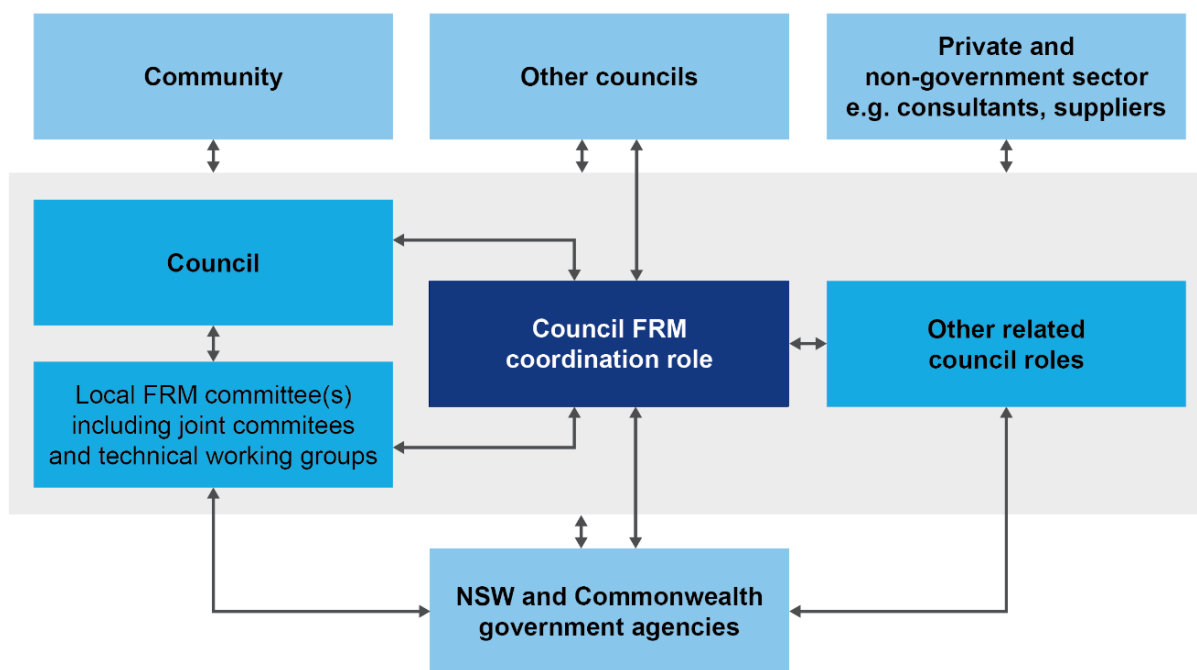 Community
Other councils
Private and
non-government sector
e.g. consultants, suppliers
Council
Council FRM
coordination role
Other related
council roles
Local FRM committee(s)
including joint commitees
and technical working groups
NSW and Commonwealth
government agencies